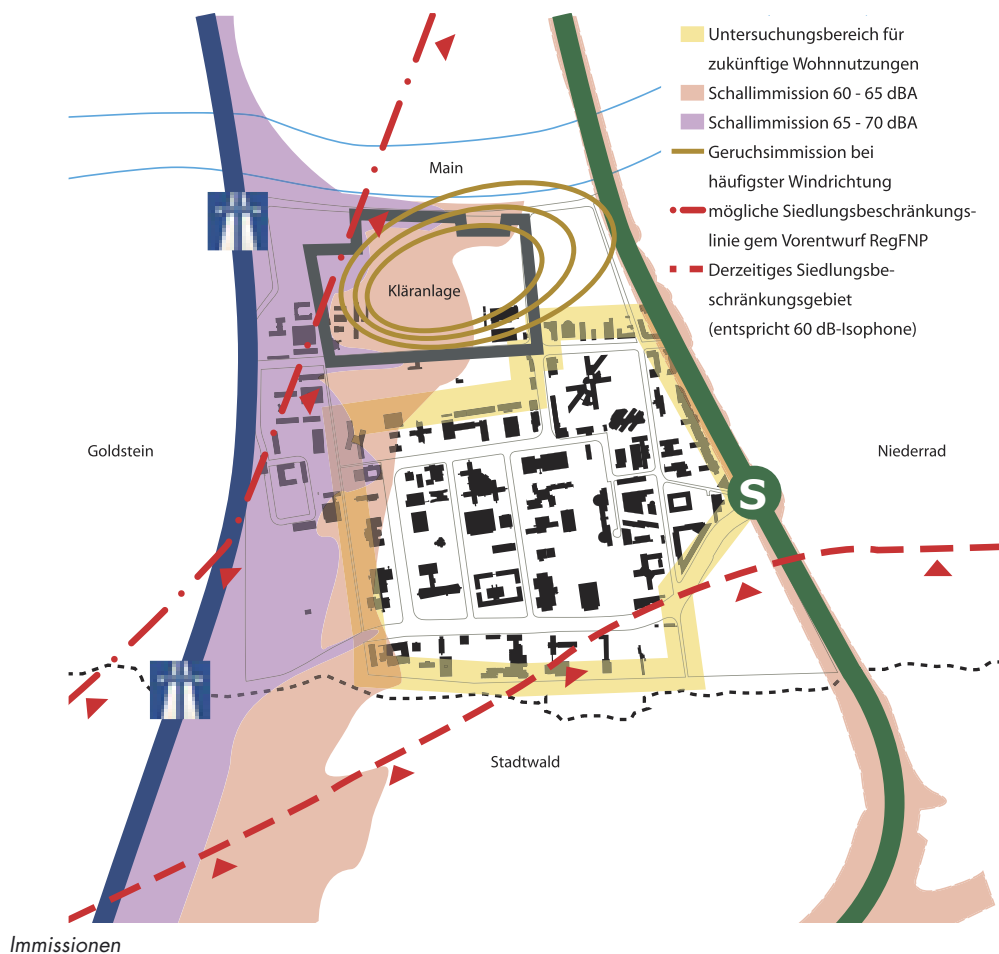 Untersuchungsbereich für
zukünftige Wohnnutzungen
Schallimmission 60 - 65 dBA
Schallimmission 65 - 70 dBA
Geruchsimmission bei
häufigster Windrichtung
mögliche Siedlungsbeschränkungs-
linie gem Vorentwurf RegFNP
Derzeitiges Siedlungsbe-
schränkungsgebiet
(entspricht 60 dB-Isophone)
Main
Kläranlage
Goldstein
Niederrad
S
Stadtwald
Immissionen